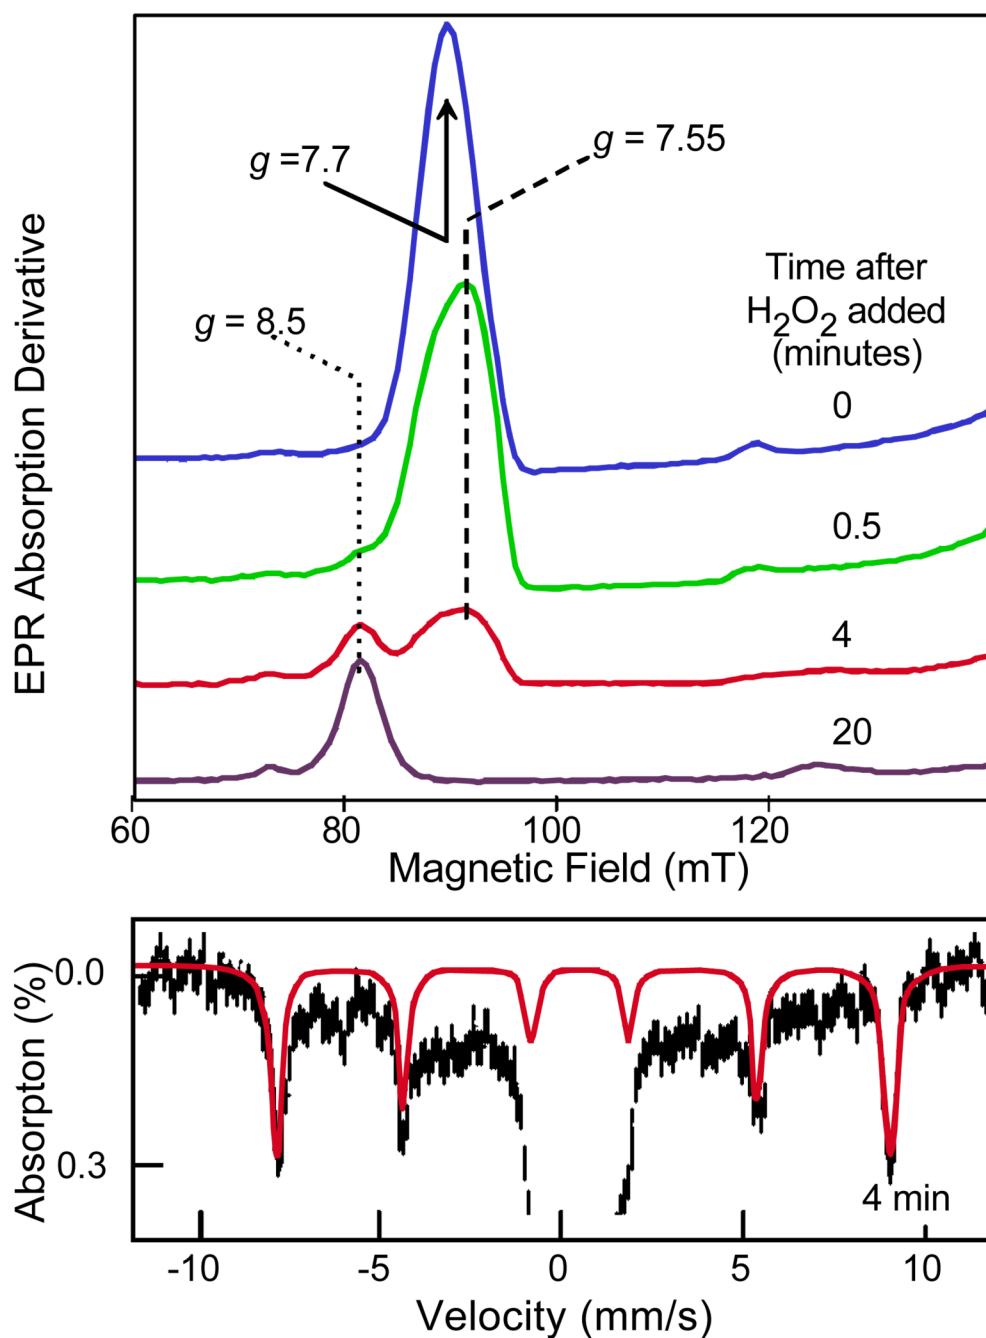 g =7.7
g = 7.55
g = 8.5
Time after
H2O2 added
(minutes)
0
0.5
4
20
EPR Absorption Derivative
60
80
100
120
Magnetic Field (mT)
Absorpton (%)
0.0
0.3
4 min
-10
-5
0
5
10
Velocity (mm/s)